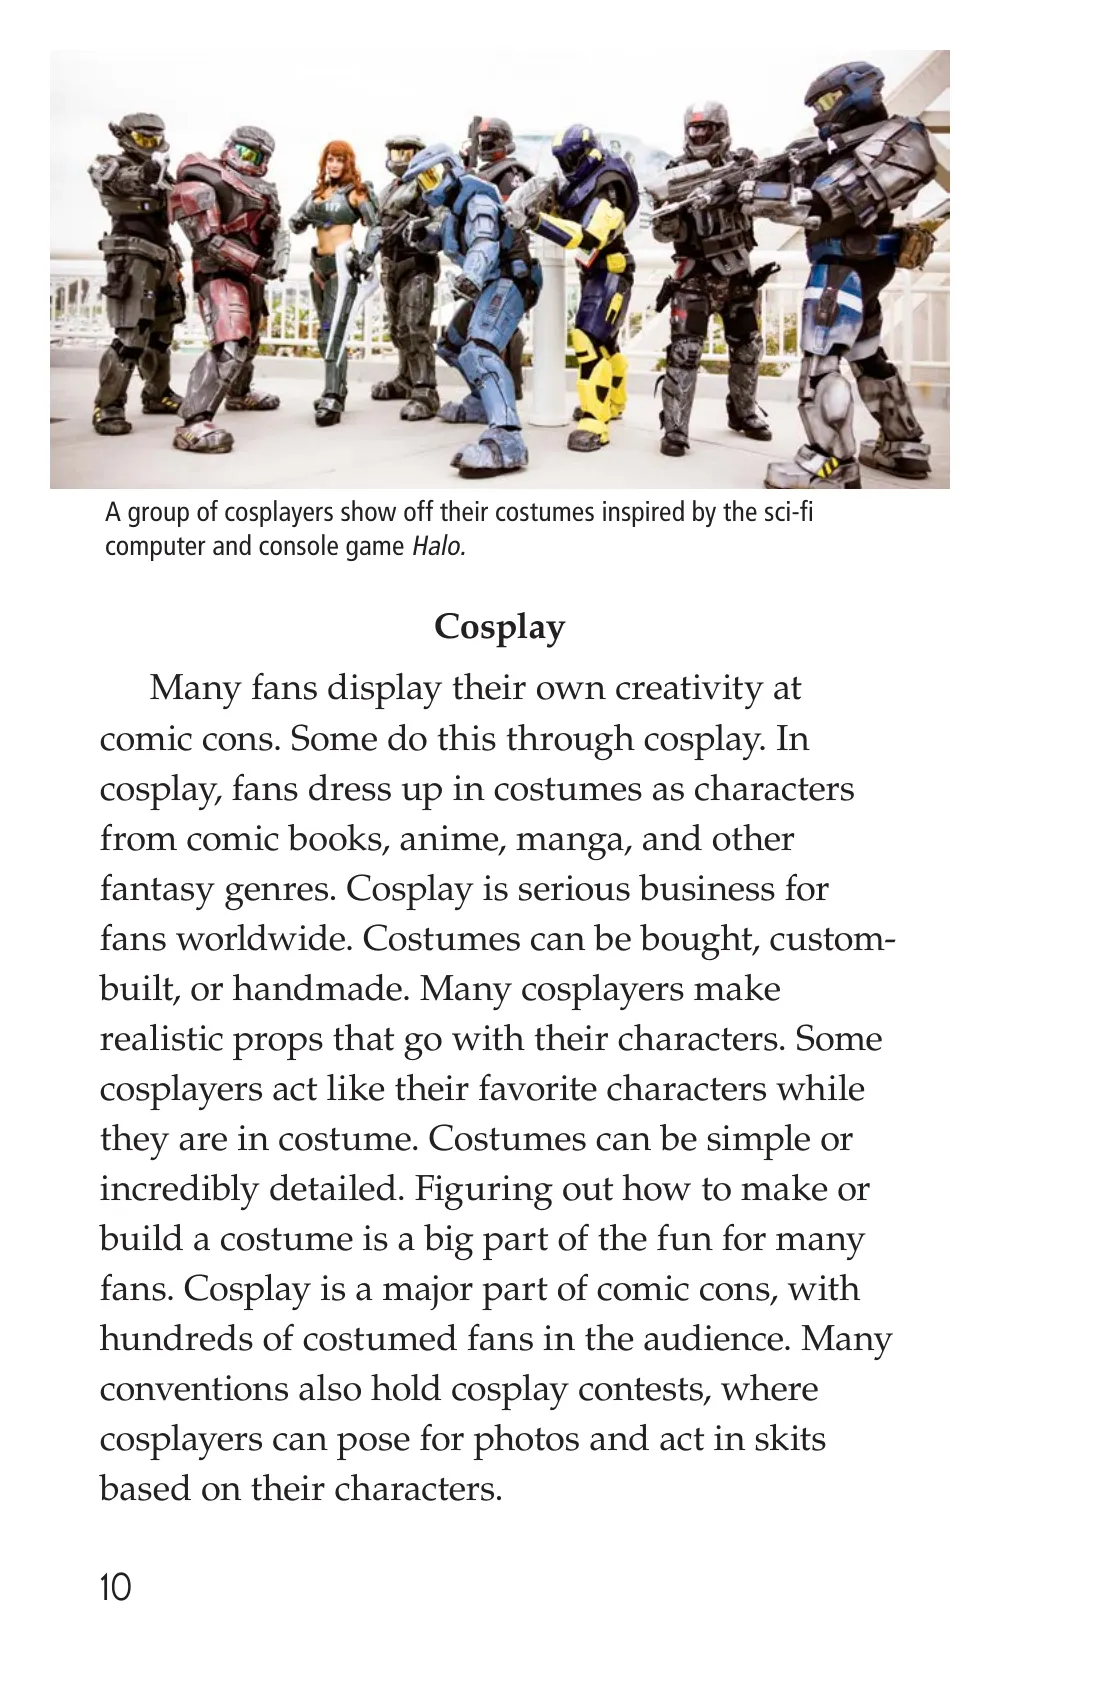 A group of cosplayers show off their costumes inspired by the sci-fi
computer and console game Halo.
Cosplay
Many fans display their own creativity at
comic cons. Some do this through cosplay. In
cosplay, fans dress up in costumes as characters
from comic books, anime, manga, and other
fantasy genres. Cosplay is serious business for
fans worldwide. Costumes can be bought, custom-
built, or handmade. Many cosplayers make
realistic props that go with their characters. Some
cosplayers act like their favorite characters while
they are in costume. Costumes can be simple or
incredibly detailed. Figuring out how to make or
build a costume is a big part of the fun for many
fans. Cosplay is a major part of comic cons, with
hundreds of costumed fans in the audience. Many
conventions also hold cosplay contests, where
cosplayers can pose for photos and act in skits
based on their characters.
10